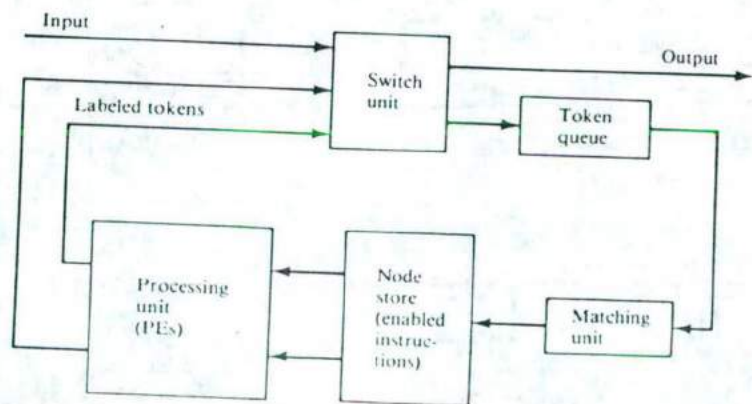 Input
Output
Switch
unit
Labeled tokens
Token
queue
Processing
unit
(PEs)
Node
store
(enabled
instruc-
tions)
Matching
unit